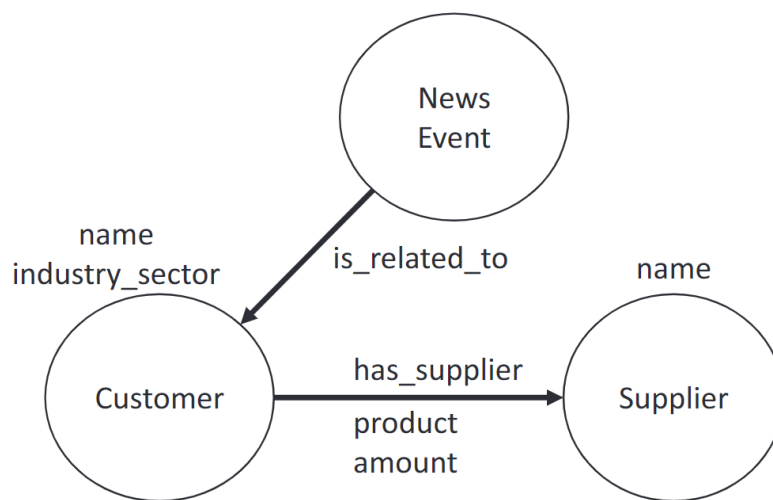 News
Event
name
industry_sector
is_related_to
name
Customer
has_supplier
product
amount
Supplier